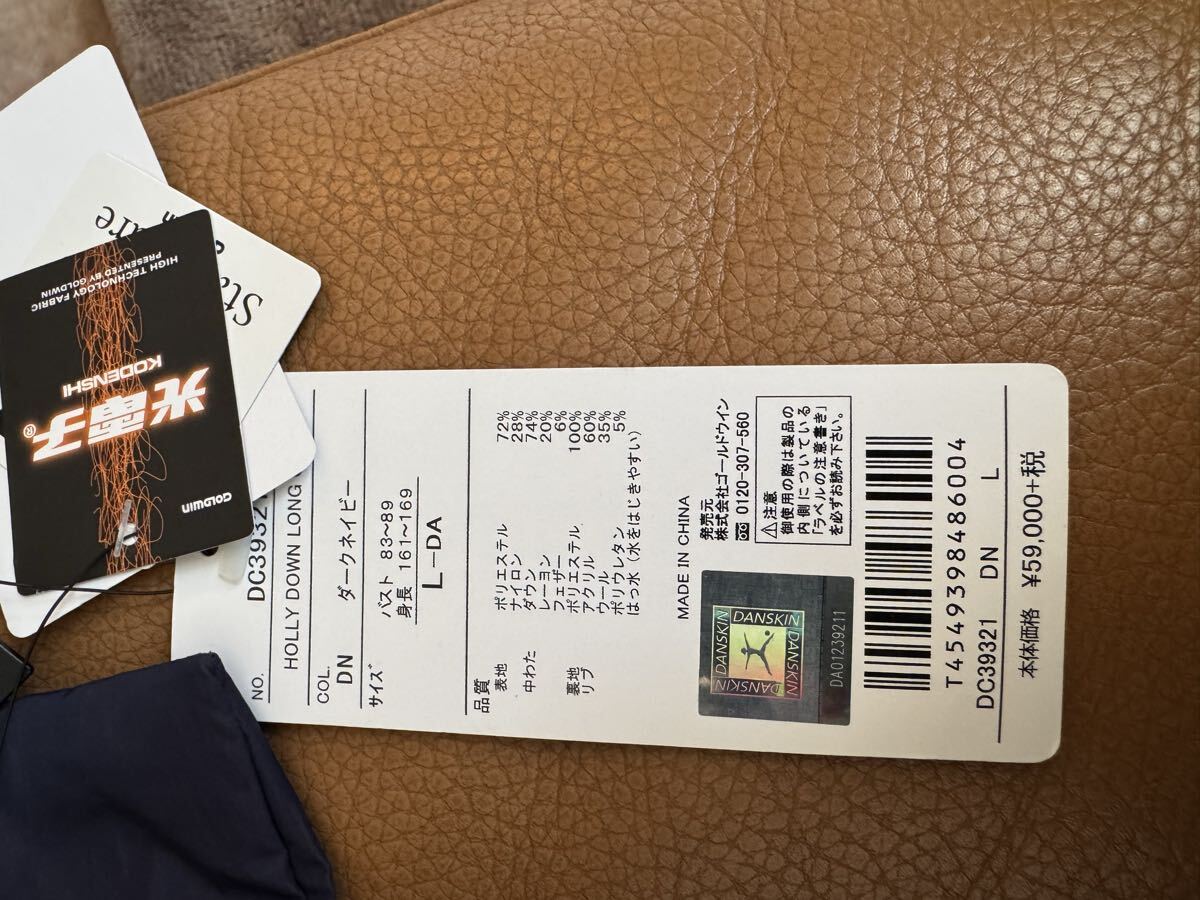 NO.
DC3932
HOLLY DOWN LONG
COL.
DN ダークネイビー
サイズ
バスト 83～89
身長 161～169
L-DA
品質
表地 ポリエステル 72%
ナイロン 28%
中わた ダウン 74%
レーヨン 20%
フェザー 6%
裏地 ポリエステル 100%
リブ アクリル 60%
ウール 35%
ポリウレタン 5%
はっ水（水をはじきやすい）
MADE IN CHINA
発売元
株式会社ゴールドウイン
0120-307-560
⚠注意
御使用の際は製品の
内側についている
「ラベルの注意書き」
を必ずお読み下さい。
DANSKIN
DANSKIN
DANSKIN
DANSKIN
DA01239211
T4549398486004
DC39321 DN L
本体価格 ¥59,000+税
HIGH TECHNOLOGY FABRIC
PRESENTED BY GOLDWIN
KODENSHI
光電子®
GOLDWIN